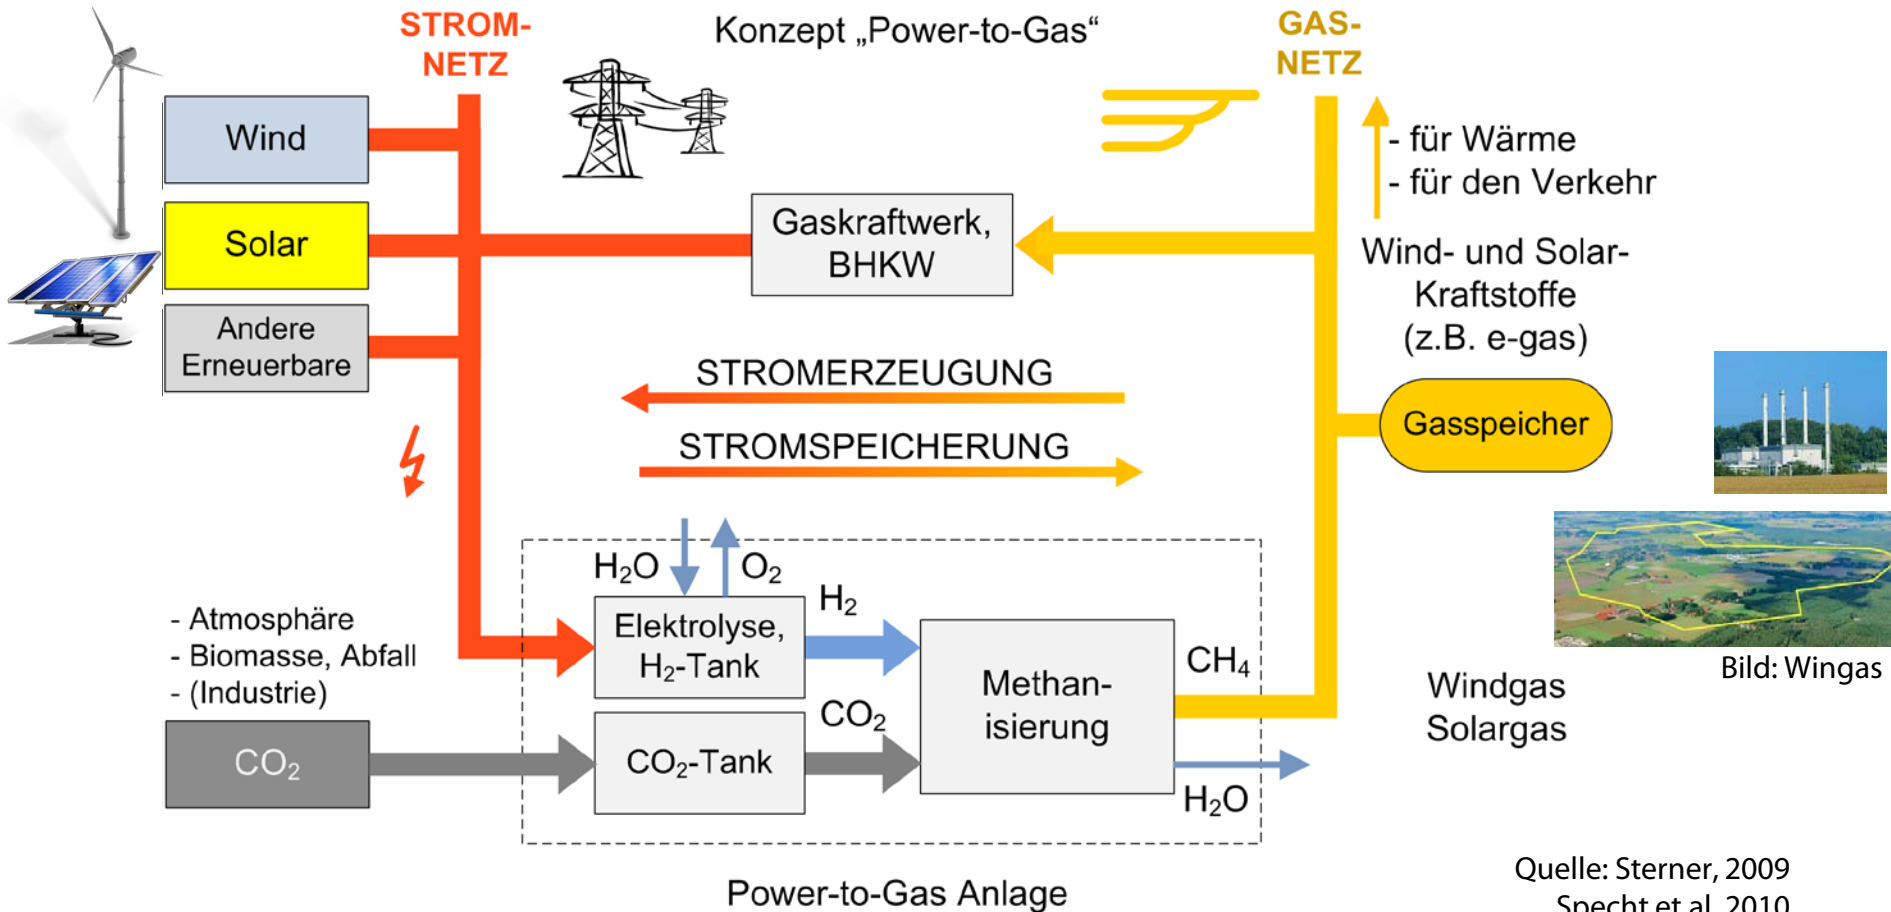 Konzept „Power-to-Gas“
STROM-
NETZ
GAS-
NETZ
Wind
Solar
Andere
Erneuerbare
Gaskraftwerk,
BHKW
- für Wärme
- für den Verkehr
Wind- und Solar-
Kraftstoffe
(z.B. e-gas)
STROMERZEUGUNG
STROMSPEICHERUNG
Gasspeicher
H₂O
O₂
- Atmosphäre
- Biomasse, Abfall
- (Industrie)
CO₂
Elektrolyse,
H₂-Tank
H₂
CO₂-Tank
CO₂
Methan-
isierung
CH₄
H₂O
Bild: Wingas
Windgas
Solargas
Power-to-Gas Anlage
Quelle: Sterner, 2009
Specht et al, 2010